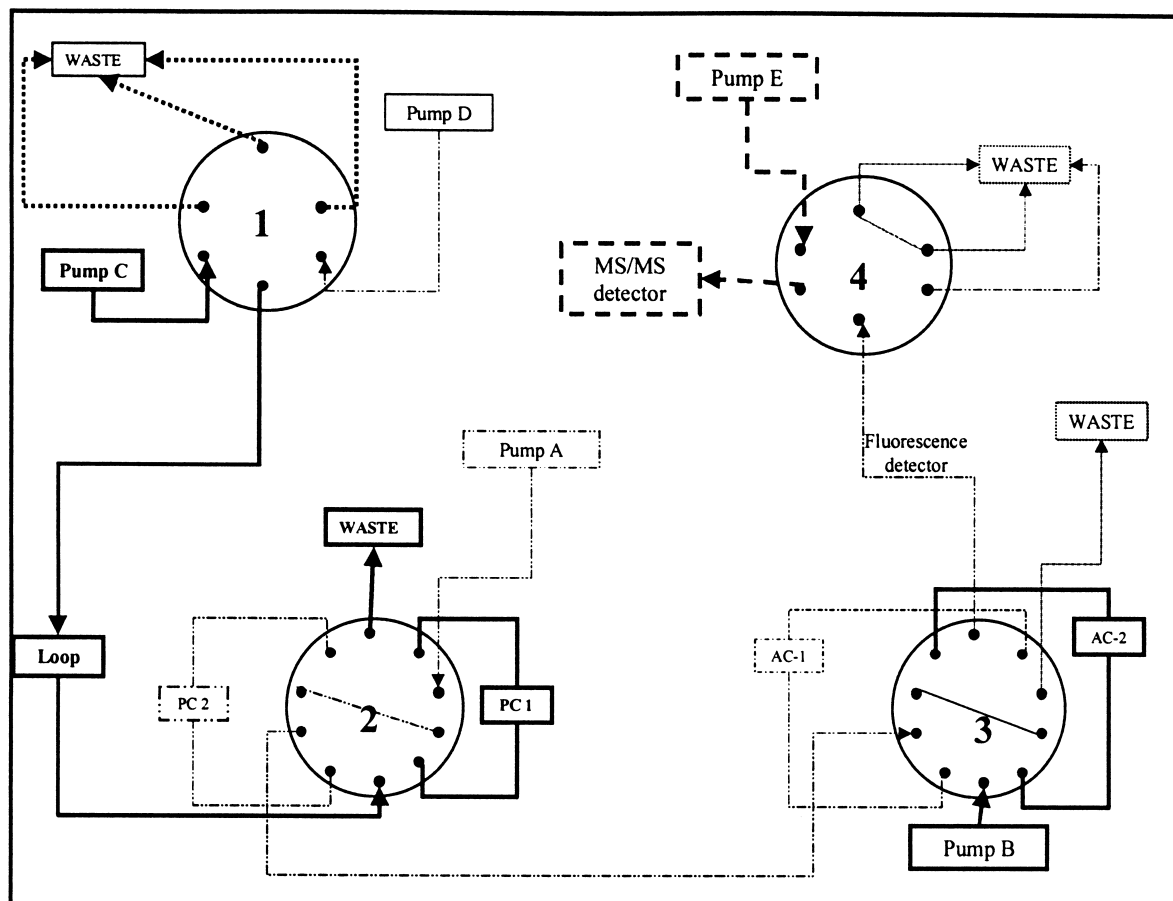 WASTE
Pump D
1
Pump C
Pump E
WASTE
MS/MS
detector
4
Fluorescence
detector
WASTE
Pump A
WASTE
Loop
PC 2
2
PC 1
AC-1
AC-2
3
Pump B